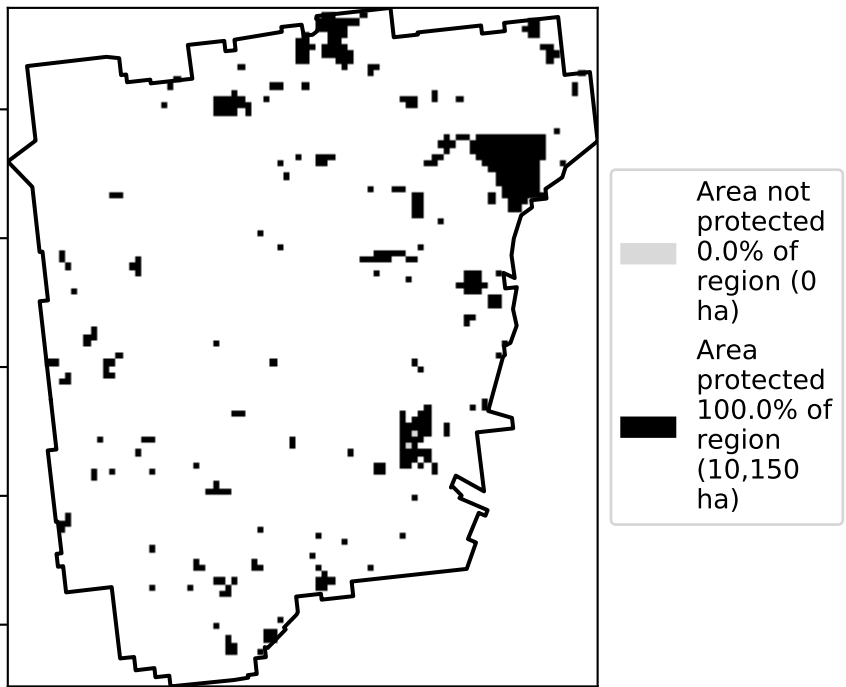 Area not
protected
0.0% of
region (0
ha)
Area
protected
100.0% of
region
(10,150
ha)